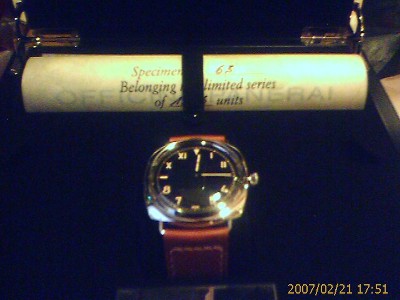 Specimen 65
Belonging limited series
of units
OFFICINE PANERAI
2007/02/21 17:51